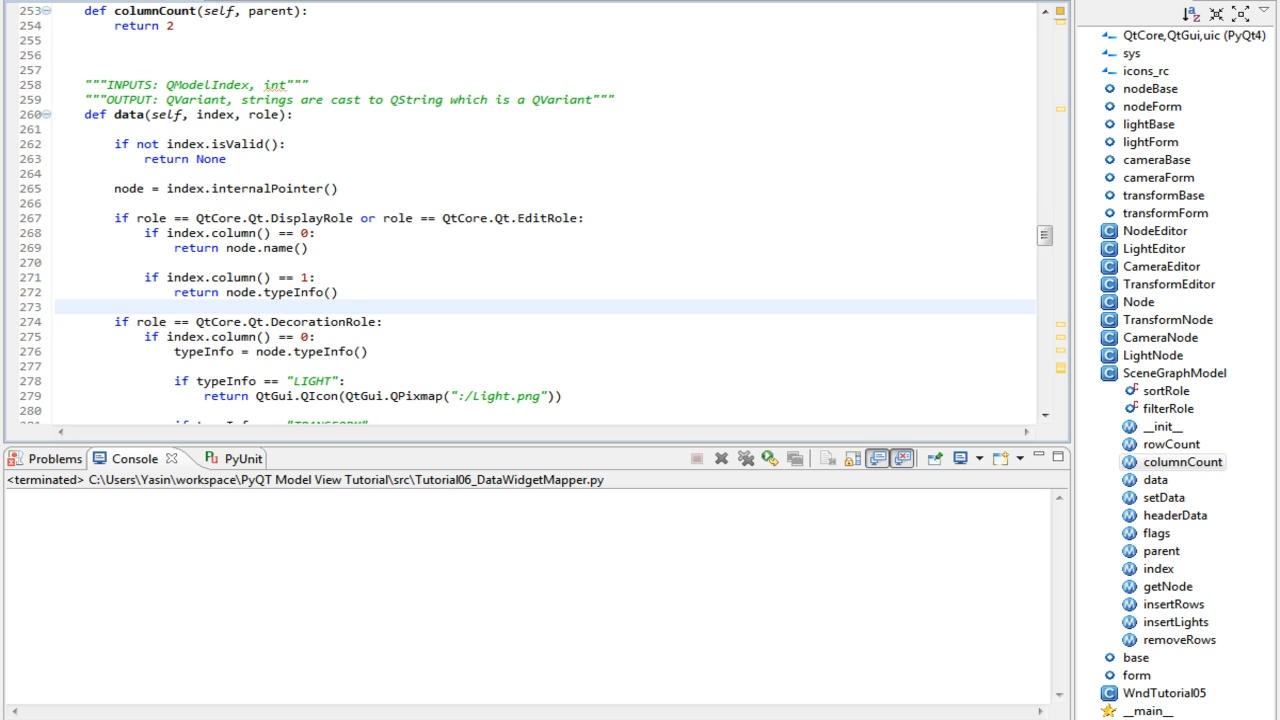 253 def columnCount(self, parent):
254 return 2
255
256
257
258 """INPUTS: QModelIndex, int"""
259 """OUTPUT: QVariant, strings are cast to QString which is a QVariant"""
260 def data(self, index, role):
261
262 if not index.isValid():
263 return None
264
265 node = index.internalPointer()
266
267 if role == QtCore.Qt.DisplayRole or role == QtCore.Qt.EditRole:
268 if index.column() == 0:
269 return node.name()
270
271 if index.column() == 1:
272 return node.typeInfo()
273
274 if role == QtCore.Qt.DecorationRole:
275 if index.column() == 0:
276 typeInfo = node.typeInfo()
277
278 if typeInfo == "LIGHT":
279 return QtGui.QIcon(QtGui.QPixmap(":/Light.png"))
280
Problems Console PyUnit
<terminated> C:\Users\Yasin\workspace\PyQT Model View Tutorial\src\Tutorial06_DataWidgetMapper.py
QtCore,QtGui,uic (PyQt4)
sys
icons_rc
nodeBase
nodeForm
lightBase
lightForm
cameraBase
cameraForm
transformBase
transformForm
NodeEditor
LightEditor
CameraEditor
TransformEditor
Node
TransformNode
CameraNode
LightNode
SceneGraphModel
sortRole
filterRole
__init__
rowCount
columnCount
data
setData
headerData
flags
parent
index
getNode
insertRows
insertLights
removeRows
base
form
WndTutorial05
__main__